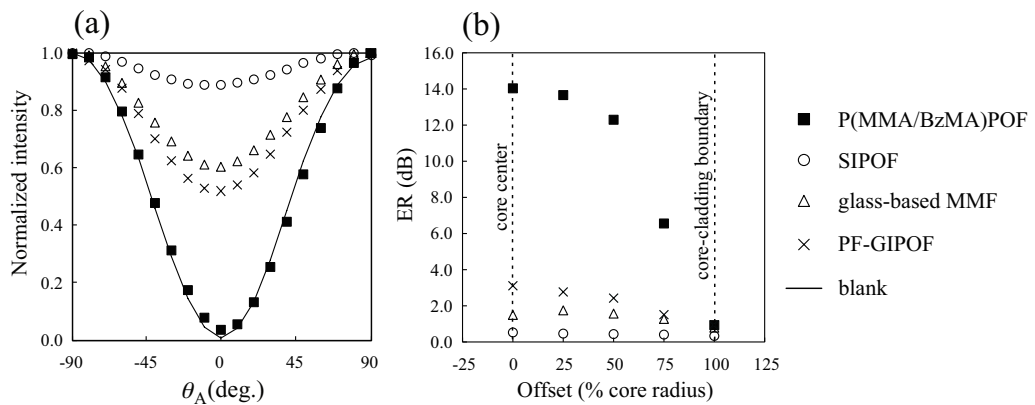 (a)
Normalized intensity
1.0
0.8
0.6
0.4
0.2
0.0
-90
-45
0
45
90
θA(deg.)
(b)
ER (dB)
16.0
14.0
12.0
10.0
8.0
6.0
4.0
2.0
0.0
core center
core-cladding boundary
-25
0
25
50
75
100
125
Offset (% core radius)
P(MMA/BzMA)POF
SIPOF
glass-based MMF
PF-GIPOF
blank